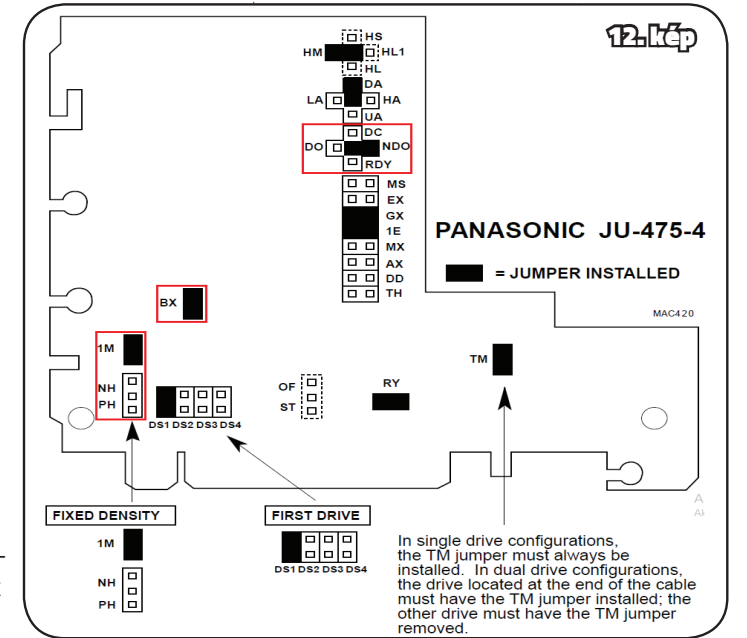 12. kép
HS
HM HL1
HL
DA
LA HA
UA
DC
DO NDO
RDY
MS
EX
GX
1E
MX
AX
DD
TH
PANASONIC JU-475-4
= JUMPER INSTALLED
MAC420
BX
1M
NH
PH
DS1 DS2 DS3 DS4
OF
ST
RY
TM
FIXED DENSITY
1M
NH
PH
FIRST DRIVE
DS1 DS2 DS3 DS4
In single drive configurations,
the TM jumper must always be
installed. In dual drive configurations,
the drive located at the end of the cable
must have the TM jumper installed; the
other drive must have the TM jumper
removed.